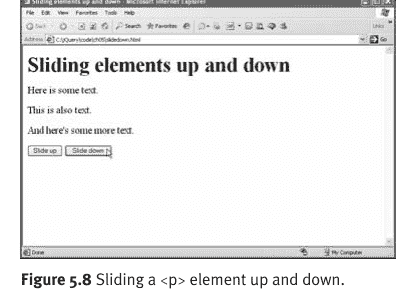 Sliding elements up and down - Microsoft Internet Explorer
File Edit View Favorites Tools Help
Back Search Favorites
Address C:\jQuery\code\ch05\slidedown.html Go Links
Sliding elements up and down
Here is some text.
This is also text.
And here's some more text.
Slide up Slide down
Done My Computer
Figure 5.8 Sliding a <p> element up and down.